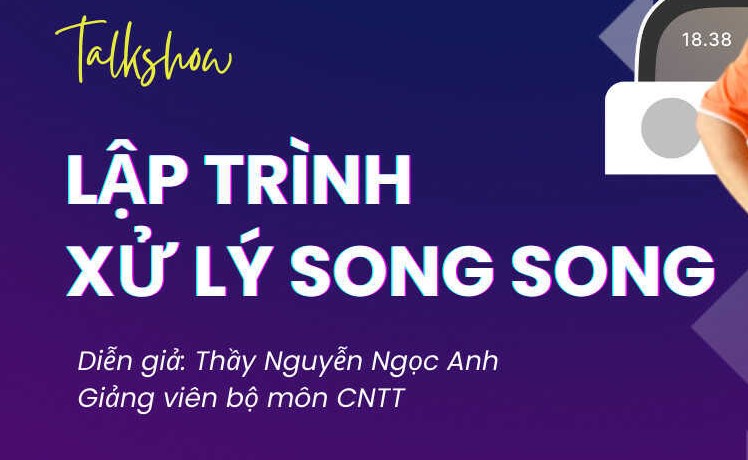 Talkshow
18.38
LẬP TRÌNH
XỬ LÝ SONG SONG
Diễn giả: Thầy Nguyễn Ngọc Anh
Giảng viên bộ môn CNTT